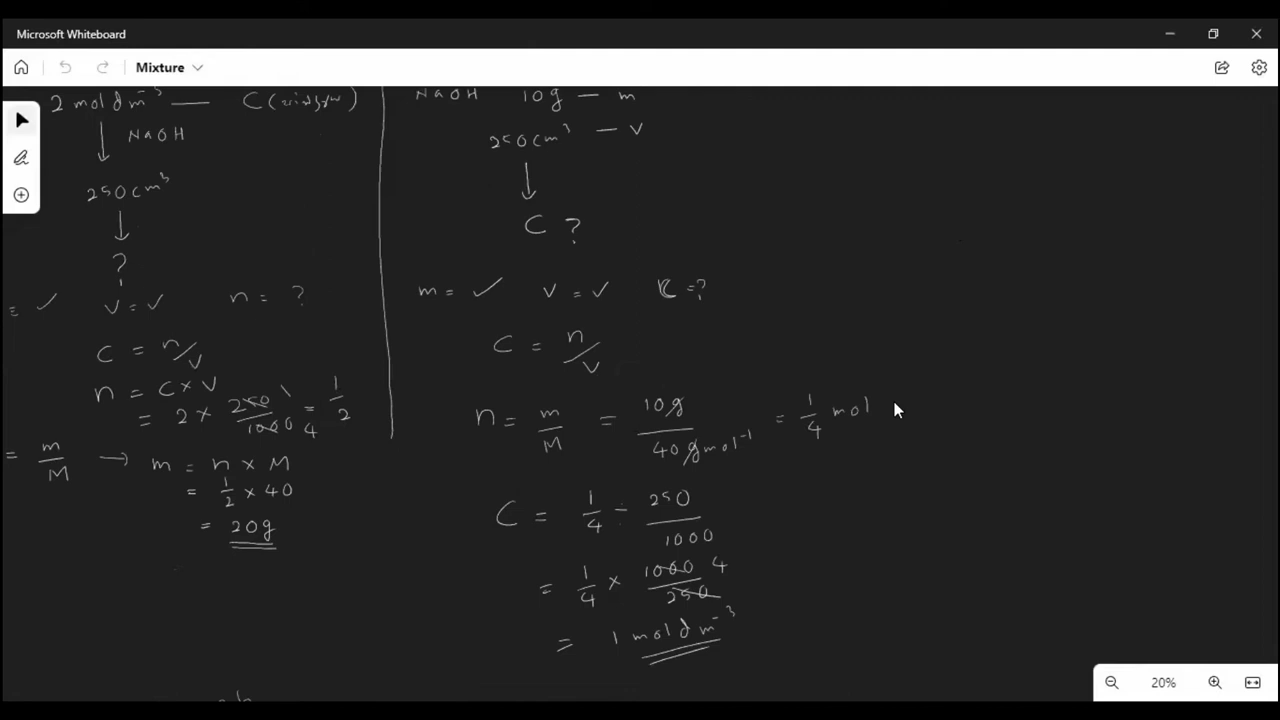 Microsoft Whiteboard
Mixture
2 mol dm⁻³ — C
NaOH
250 cm³
?
= ✓ V = ✓ n = ?
C = n/V
n = C × V
= 2 × 250/1000 4 = 1/2
= m/M → m = n × M
= 1/2 × 40
= 20g
NaOH 10g — m
250 cm³ — V
C ?
m = ✓ V = ✓ C = ?
C = n/V
n = m/M = 10g/40 g mol⁻¹ = 1/4 mol
C = 1/4 ÷ 250/1000
= 1/4 × 1000/250 4
= 1 mol dm⁻³
20%